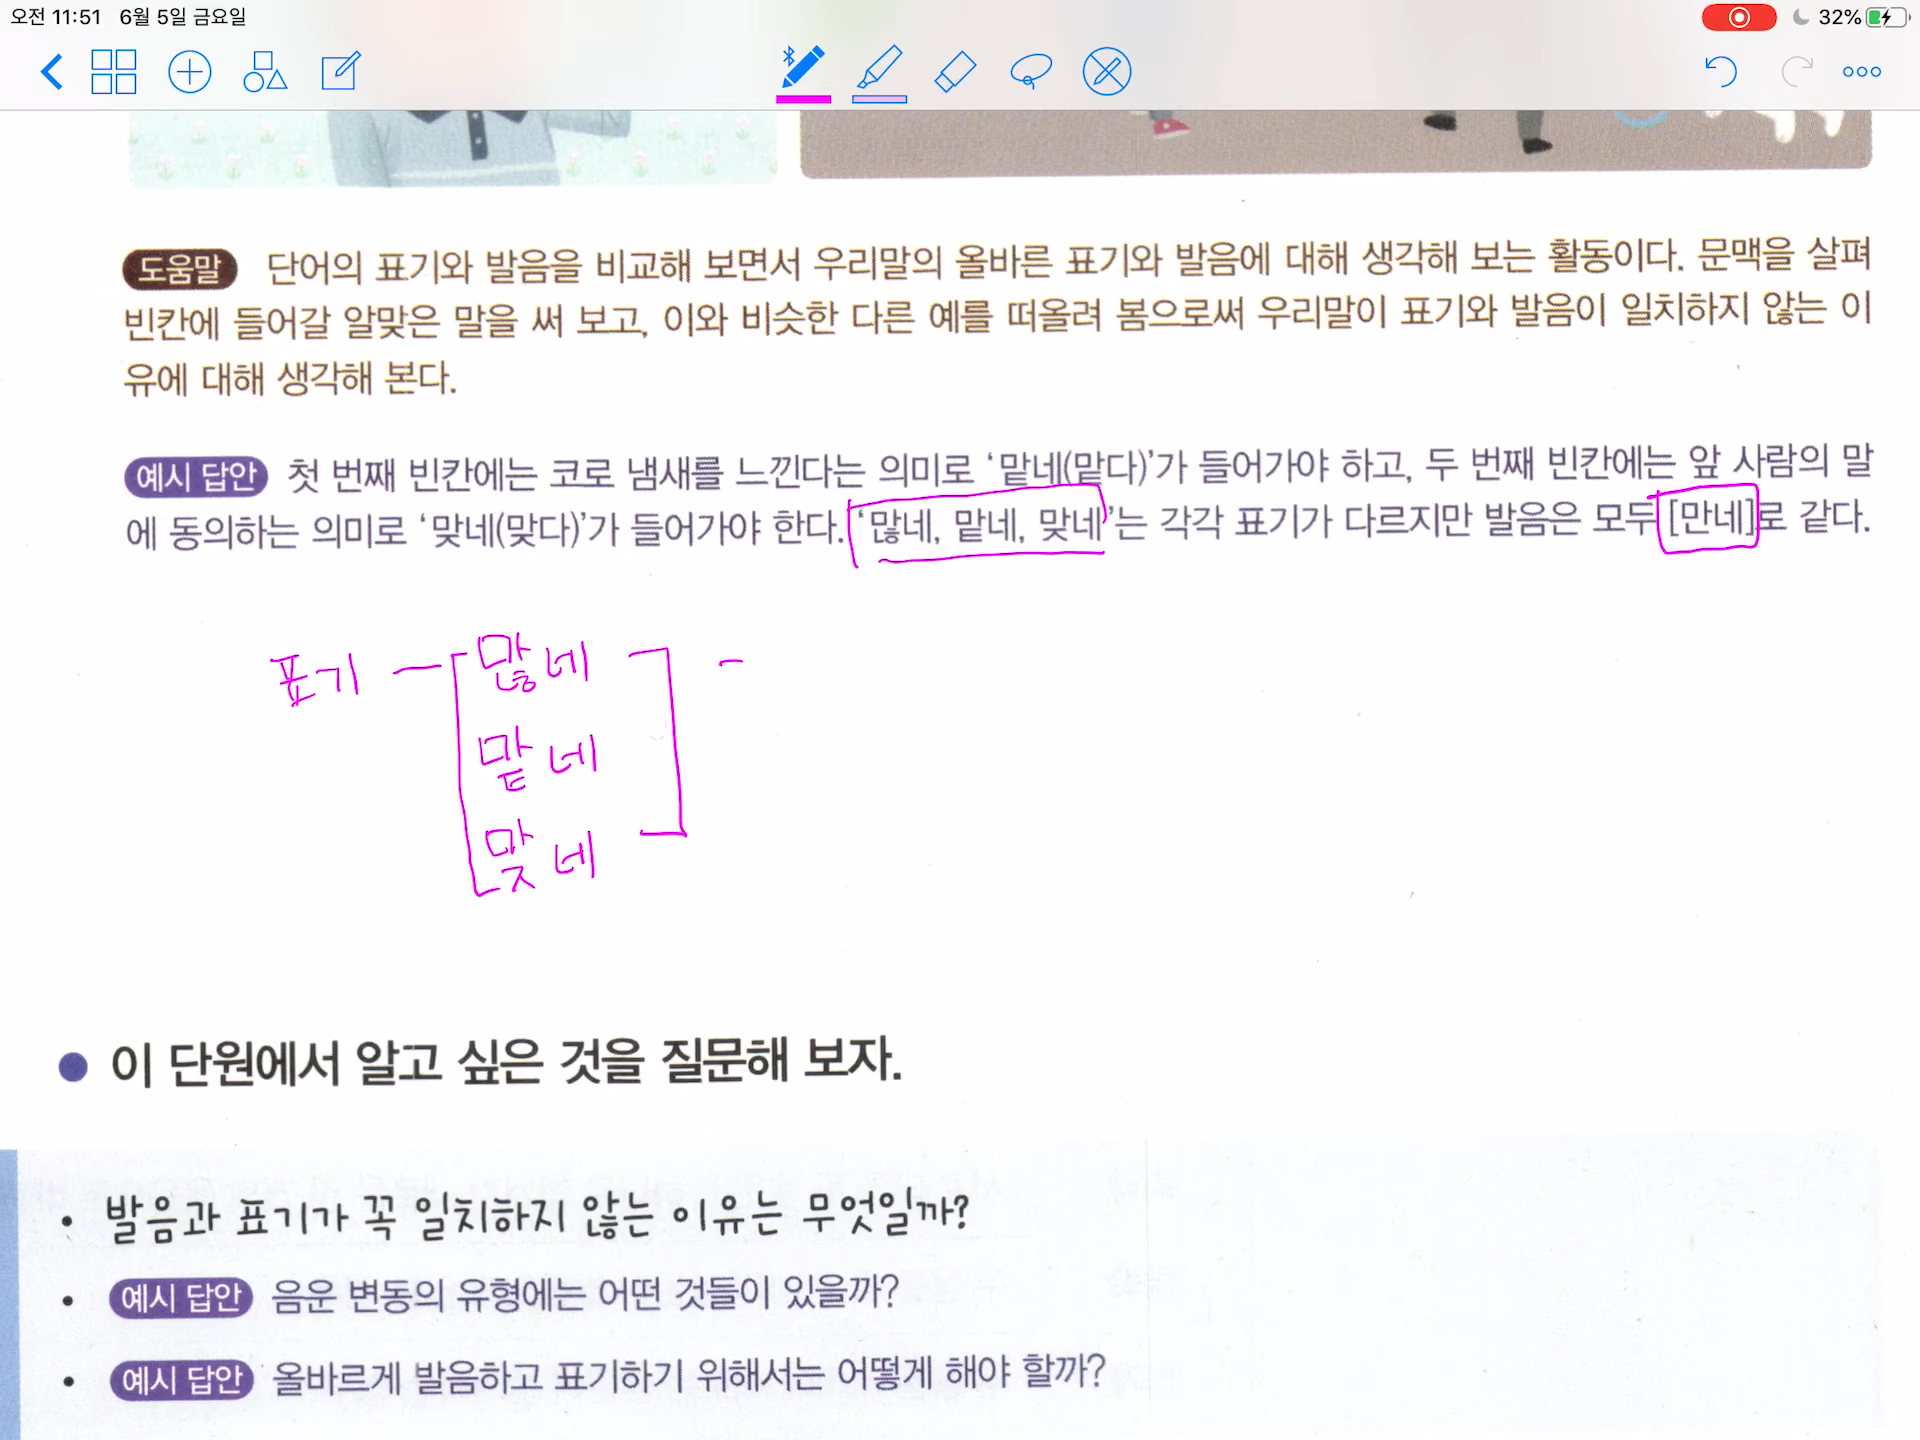 오전 11:51 6월 5일 금요일
32%
도움말 단어의 표기와 발음을 비교해 보면서 우리말의 올바른 표기와 발음에 대해 생각해 보는 활동이다. 문맥을 살펴
빈칸에 들어갈 알맞은 말을 써 보고, 이와 비슷한 다른 예를 떠올려 봄으로써 우리말이 표기와 발음이 일치하지 않는 이
유에 대해 생각해 본다.
예시 답안 첫 번째 빈칸에는 코로 냄새를 느낀다는 의미로 ‘맡네(맡다)’가 들어가야 하고, 두 번째 빈칸에는 앞 사람의 말
에 동의하는 의미로 ‘맞네(맞다)’가 들어가야 한다. ‘많네, 맡네, 맞네’는 각각 표기가 다르지만 발음은 모두 [만네]로 같다.
표기 많네
맡네
맞네
● 이 단원에서 알고 싶은 것을 질문해 보자.
• 발음과 표기가 꼭 일치하지 않는 이유는 무엇일까?
• 예시 답안 음운 변동의 유형에는 어떤 것들이 있을까?
• 예시 답안 올바르게 발음하고 표기하기 위해서는 어떻게 해야 할까?